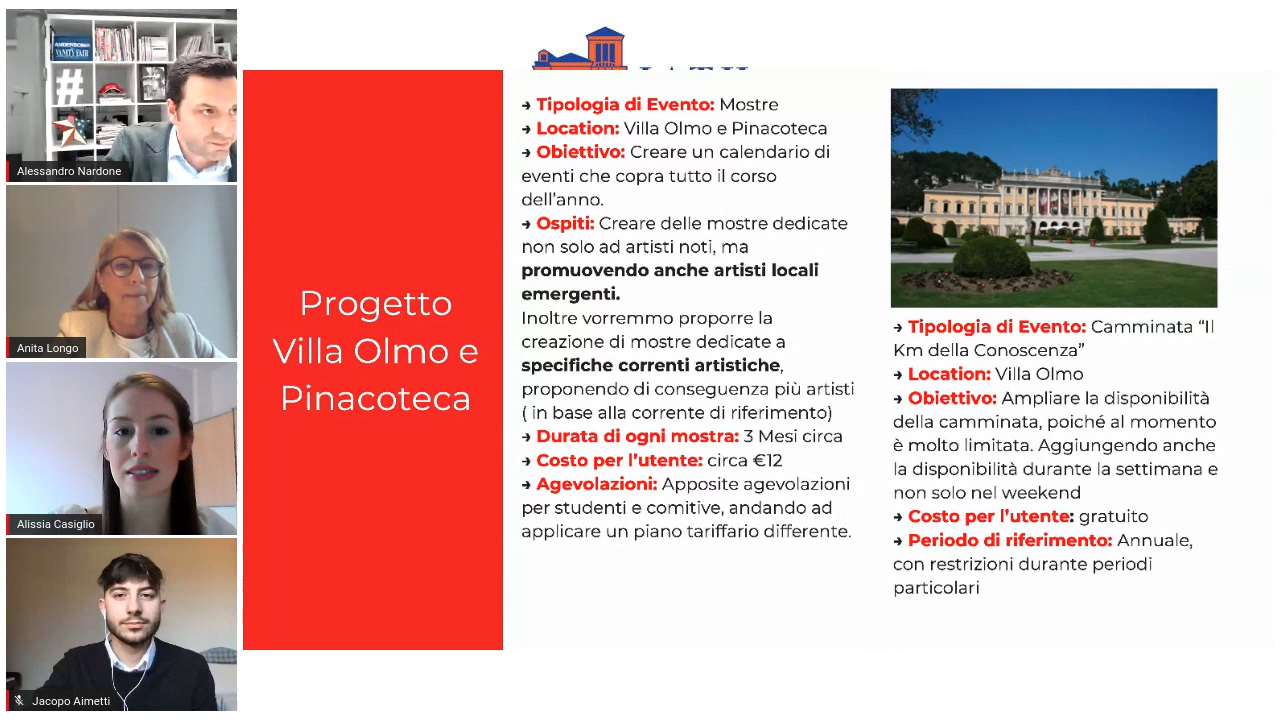 ANDERSON
VANITY FAIR
#
Alessandro Nardone
Anita Longo
Alissia Casiglio
Jacopo Aimetti
Progetto
Villa Olmo e
Pinacoteca
→ Tipologia di Evento: Mostre
→ Location: Villa Olmo e Pinacoteca
→ Obiettivo: Creare un calendario di
eventi che copra tutto il corso
dell’anno.
→ Ospiti: Creare delle mostre dedicate
non solo ad artisti noti, ma
promuovendo anche artisti locali
emergenti.
Inoltre vorremmo proporre la
creazione di mostre dedicate a
specifiche correnti artistiche,
proponendo di conseguenza più artisti
( in base alla corrente di riferimento)
→ Durata di ogni mostra: 3 Mesi circa
→ Costo per l’utente: circa €12
→ Agevolazioni: Apposite agevolazioni
per studenti e comitive, andando ad
applicare un piano tariffario differente.
→ Tipologia di Evento: Camminata “Il
Km della Conoscenza”
→ Location: Villa Olmo
→ Obiettivo: Ampliare la disponibilità
della camminata, poiché al momento
è molto limitata. Aggiungendo anche
la disponibilità durante la settimana e
non solo nel weekend
→ Costo per l’utente: gratuito
→ Periodo di riferimento: Annuale,
con restrizioni durante periodi
particolari